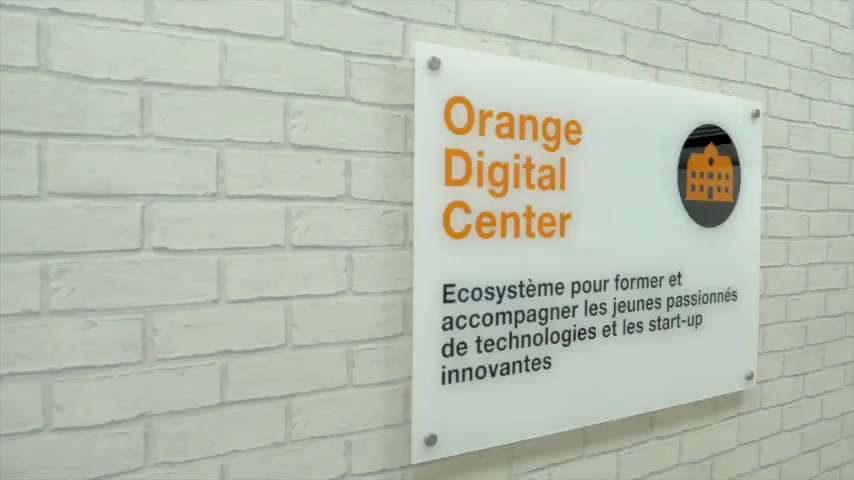 Orange
Digital
Center
Ecosystème pour former et
accompagner les jeunes passionnés
de technologies et les start-up
innovantes